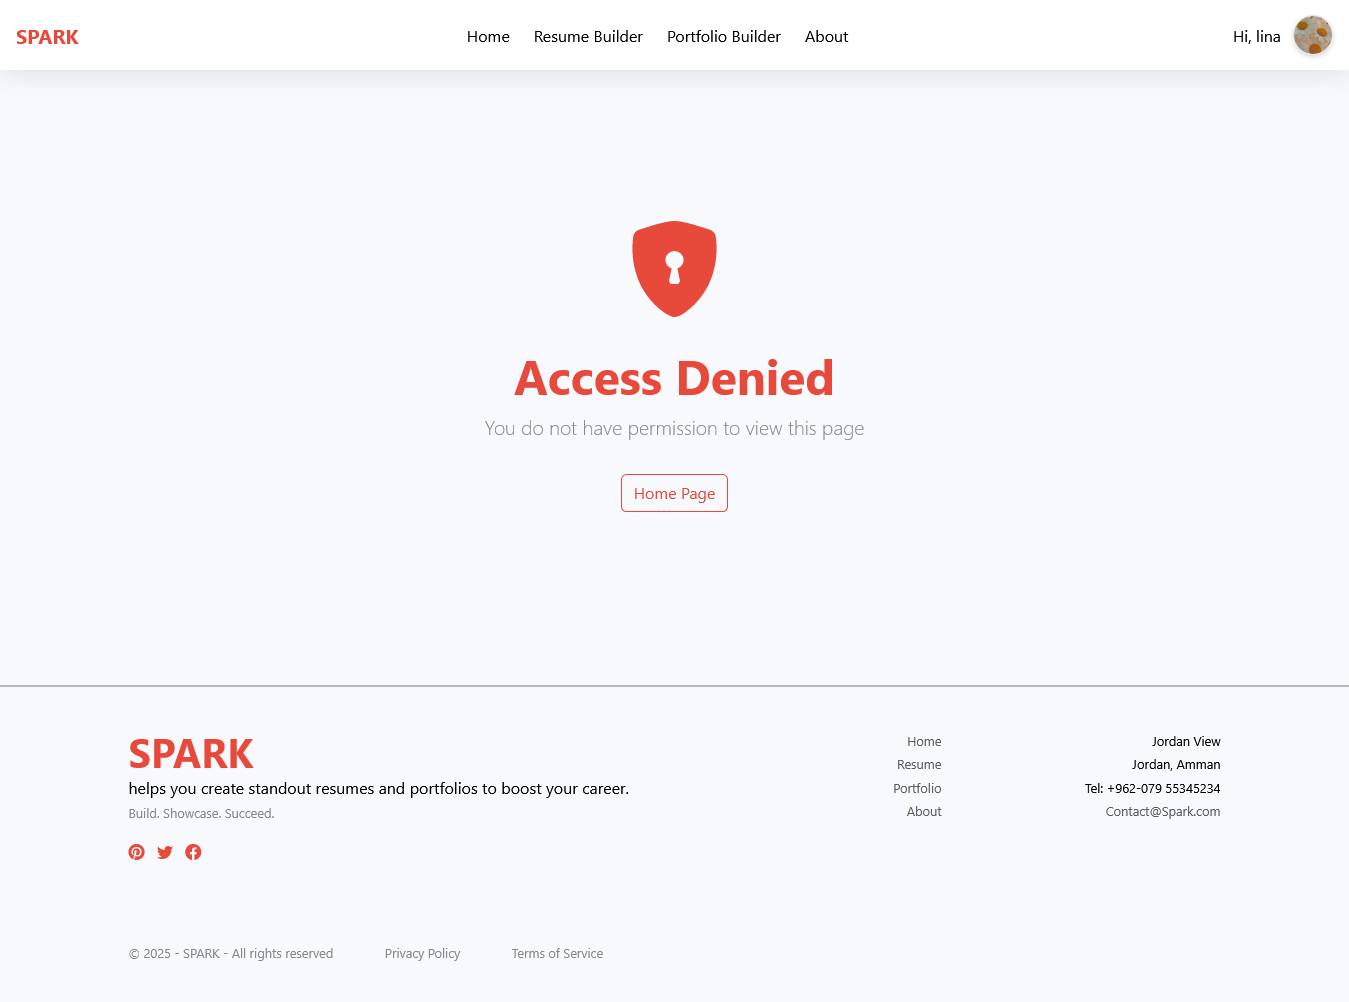 SPARK
Home Resume Builder Portfolio Builder About
Hi, lina
Access Denied
You do not have permission to view this page
Home Page
SPARK
helps you create standout resumes and portfolios to boost your career.
Build. Showcase. Succeed.
Home
Resume
Portfolio
About
Jordan View
Jordan, Amman
Tel: +962-079 55345234
Contact@Spark.com
© 2025 - SPARK - All rights reserved Privacy Policy Terms of Service